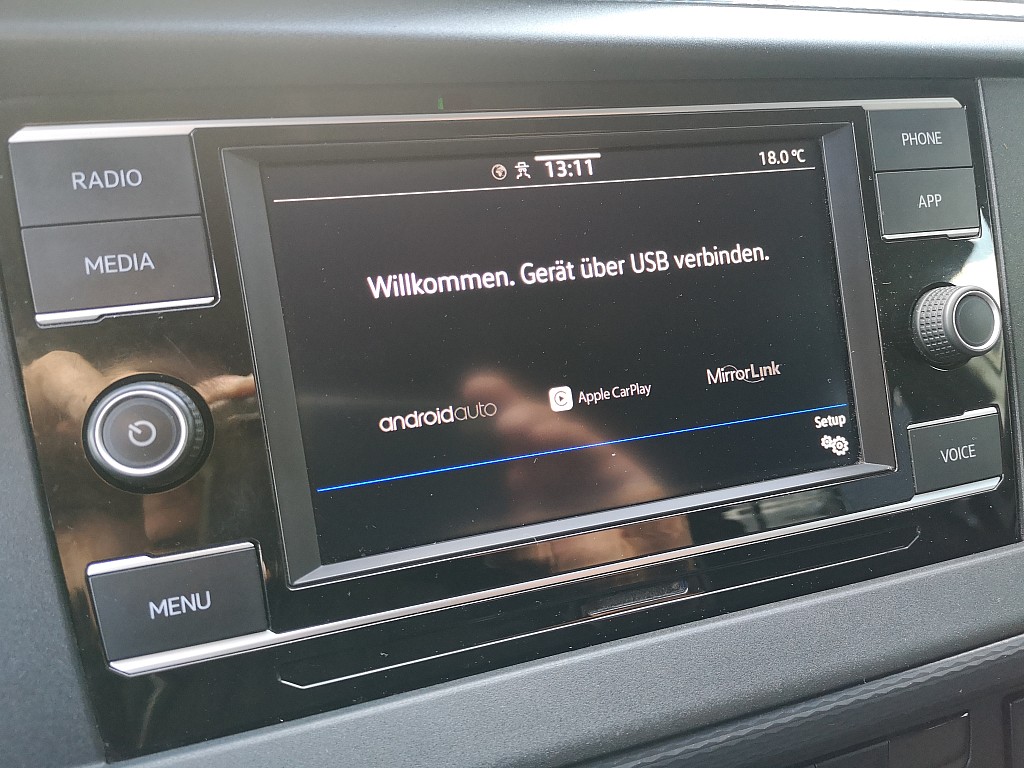 RADIO
MEDIA
MENU
13:11
18.0 °C
Willkommen. Gerät über USB verbinden.
androidauto
Apple CarPlay
MirrorLink
Setup
PHONE
APP
VOICE